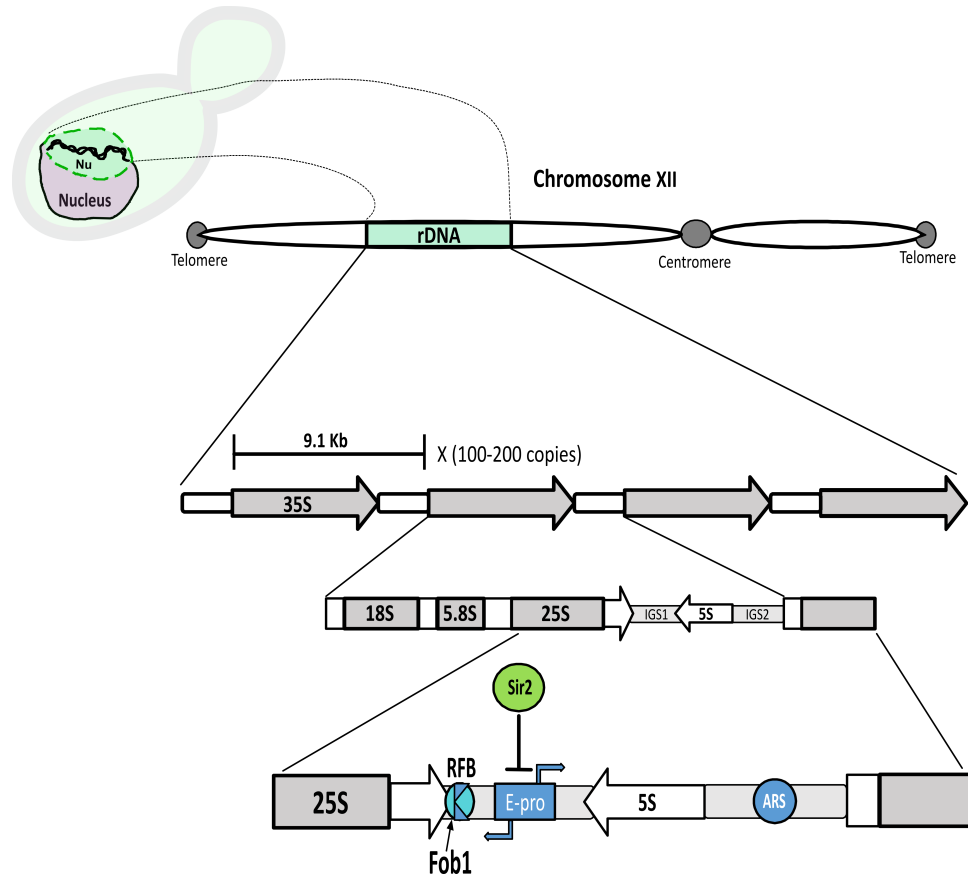 Nu
Nucleus
Chromosome XII
rDNA
Telomere
Centromere
Telomere
9.1 Kb
X (100-200 copies)
35S
18S
5.8S
25S
IGS1
5S
IGS2
Sir2
RFB
25S
E-pro
5S
ARS
Fob1